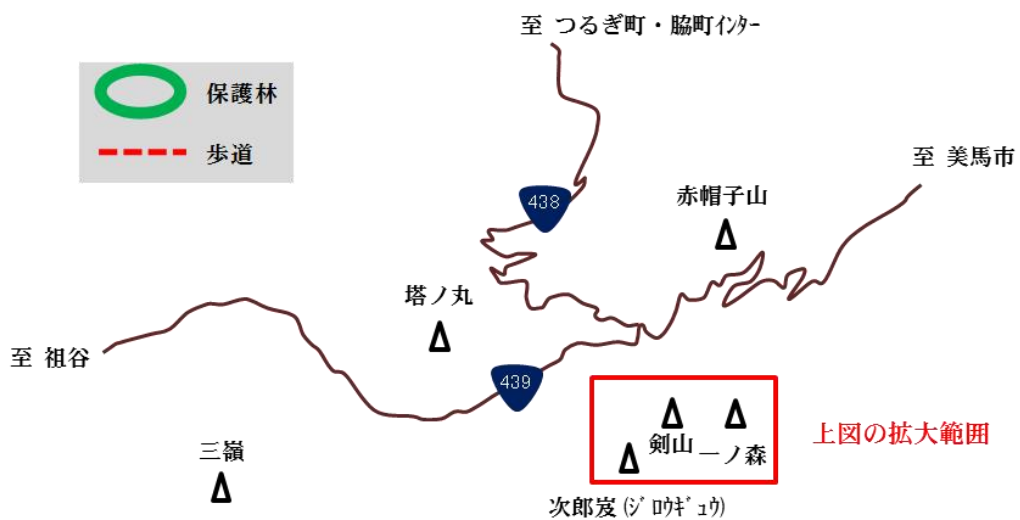 至 つるぎ町・脇町インター
保護林
歩道
至 美馬市
438
赤帽子山
塔ノ丸
至 祖谷
439
上図の拡大範囲
剣山
一ノ森
三嶺
次郎岌(ジロウギュウ)